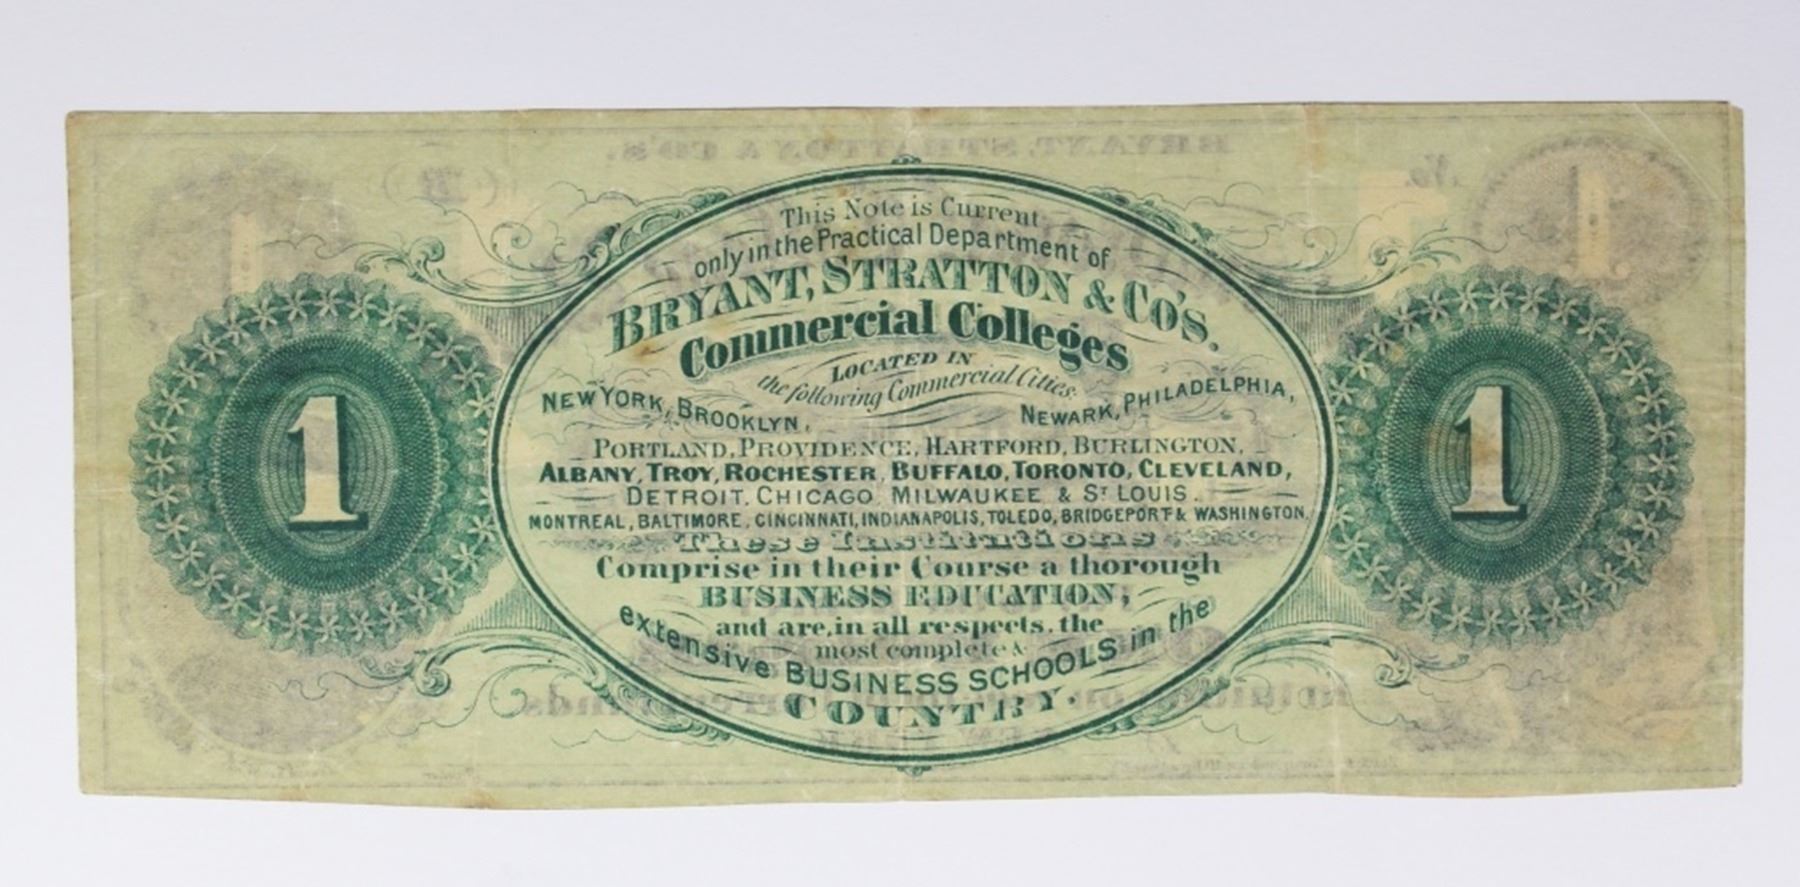 This Note is Current
only in the Practical Department of
BRYANT, STRATTON & CO'S.
Commercial Colleges
LOCATED IN
the following Commercial Cities:
NEW YORK, BROOKLYN, NEWARK, PHILADELPHIA,
PORTLAND, PROVIDENCE, HARTFORD, BURLINGTON,
ALBANY, TROY, ROCHESTER, BUFFALO, TORONTO, CLEVELAND,
DETROIT, CHICAGO, MILWAUKEE & ST LOUIS.
MONTREAL, BALTIMORE, CINCINNATI, INDIANAPOLIS, TOLEDO, BRIDGEPORT & WASHINGTON.
These Institutions
Comprise in their Course a thorough
BUSINESS EDUCATION,
and are, in all respects, the
most complete &
extensive BUSINESS SCHOOLS in the
COUNTRY.
1
1